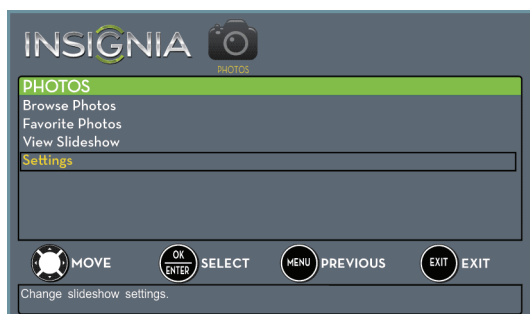 INSIGNIA
PHOTOS
PHOTOS
Browse Photos
Favorite Photos
View Slideshow
Settings
MOVE
OK
ENTER
SELECT
MENU
PREVIOUS
EXIT
EXIT
Change slideshow settings.